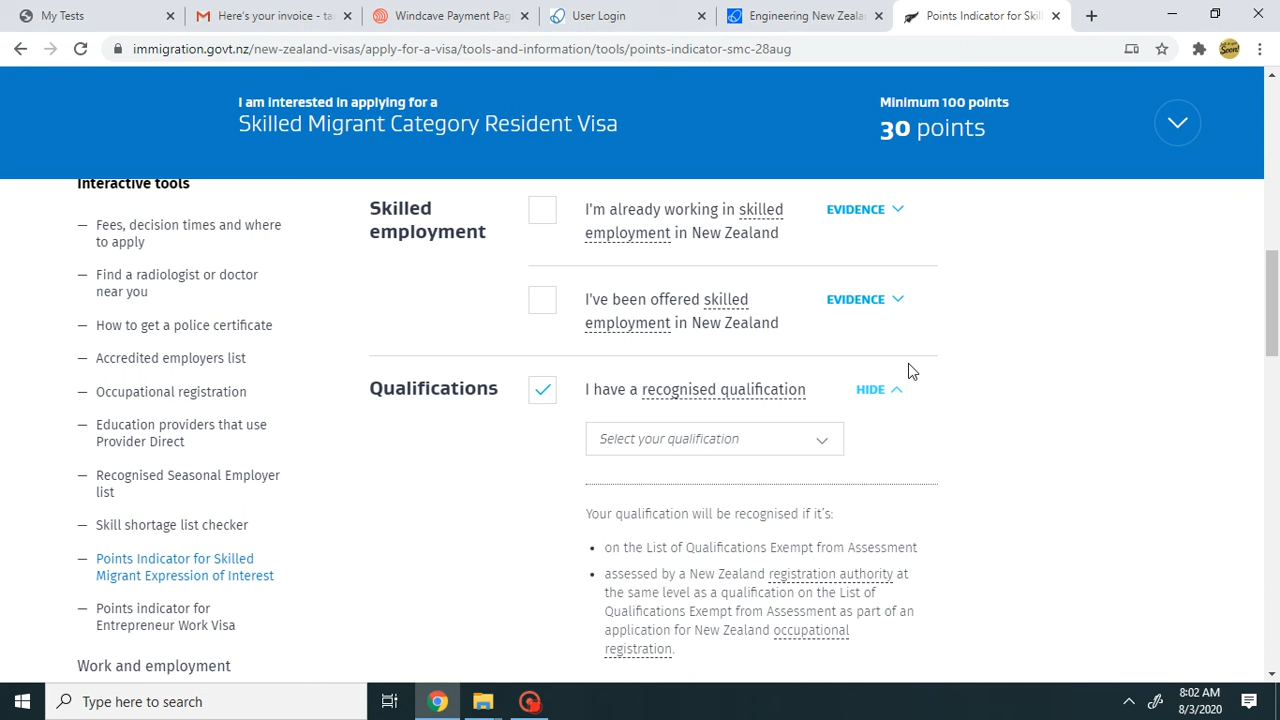 My Tests
Here's your invoice - ta
Windcave Payment Pag
User Login
Engineering New Zeala
Points Indicator for Skil
immigration.govt.nz/new-zealand-visas/apply-for-a-visa/tools-and-information/tools/points-indicator-smc-28aug
I am interested in applying for a
Skilled Migrant Category Resident Visa
Minimum 100 points
30 points
Interactive tools
— Fees, decision times and where
to apply
— Find a radiologist or doctor
near you
— How to get a police certificate
— Accredited employers list
— Occupational registration
— Education providers that use
Provider Direct
— Recognised Seasonal Employer
list
— Skill shortage list checker
— Points Indicator for Skilled
Migrant Expression of Interest
— Points indicator for
Entrepreneur Work Visa
Work and employment
Skilled
employment
I'm already working in skilled
employment in New Zealand
EVIDENCE
I've been offered skilled
employment in New Zealand
EVIDENCE
Qualifications
I have a recognised qualification
HIDE
Select your qualification
Your qualification will be recognised if it's:
• on the List of Qualifications Exempt from Assessment
• assessed by a New Zealand registration authority at
the same level as a qualification on the List of
Qualifications Exempt from Assessment as part of an
application for New Zealand occupational
registration.
Type here to search
8:02 AM
8/3/2020